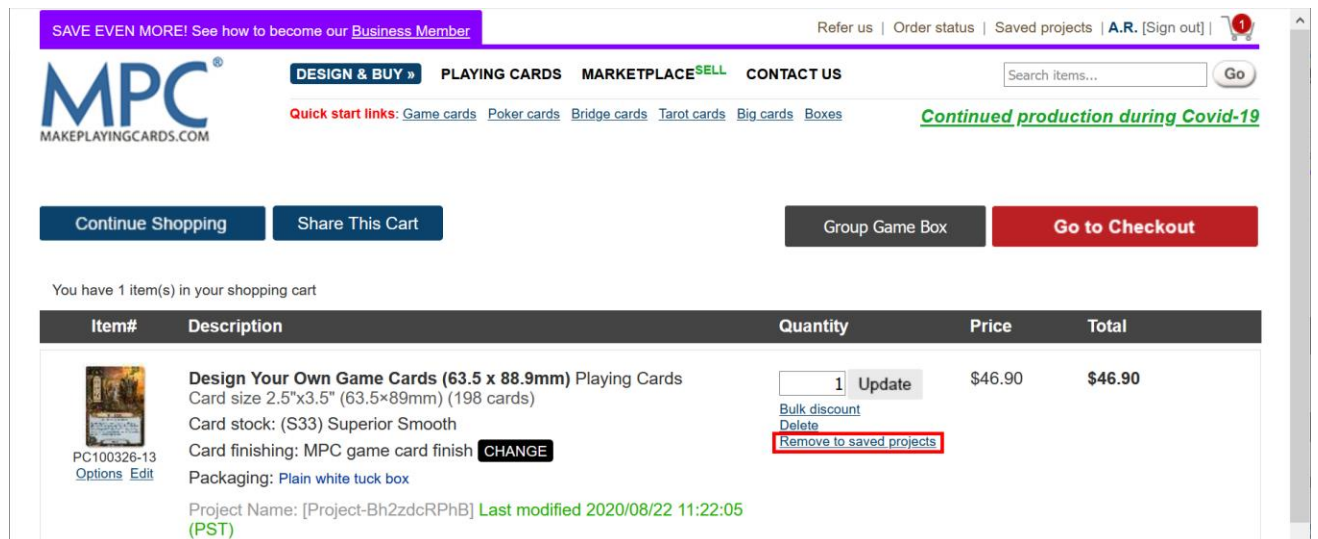 SAVE EVEN MORE! See how to become our Business Member
Refer us | Order status | Saved projects | A.R. [Sign out] | 1
MPC®
MAKEPLAYINGCARDS.COM
DESIGN & BUY » PLAYING CARDS MARKETPLACE SELL CONTACT US
Search items... Go
Quick start links: Game cards Poker cards Bridge cards Tarot cards Big cards Boxes
Continued production during Covid-19
Continue Shopping Share This Cart Group Game Box Go to Checkout
You have 1 item(s) in your shopping cart
Item# Description Quantity Price Total
Design Your Own Game Cards (63.5 x 88.9mm) Playing Cards 1 Update $46.90 $46.90
Card size 2.5"x3.5" (63.5×89mm) (198 cards)
Bulk discount
Card stock: (S33) Superior Smooth
Delete
Remove to saved projects
Card finishing: MPC game card finish CHANGE
PC100326-13
Options Edit
Packaging: Plain white tuck box
Project Name: [Project-Bh2zdcRPhB] Last modified 2020/08/22 11:22:05
(PST)